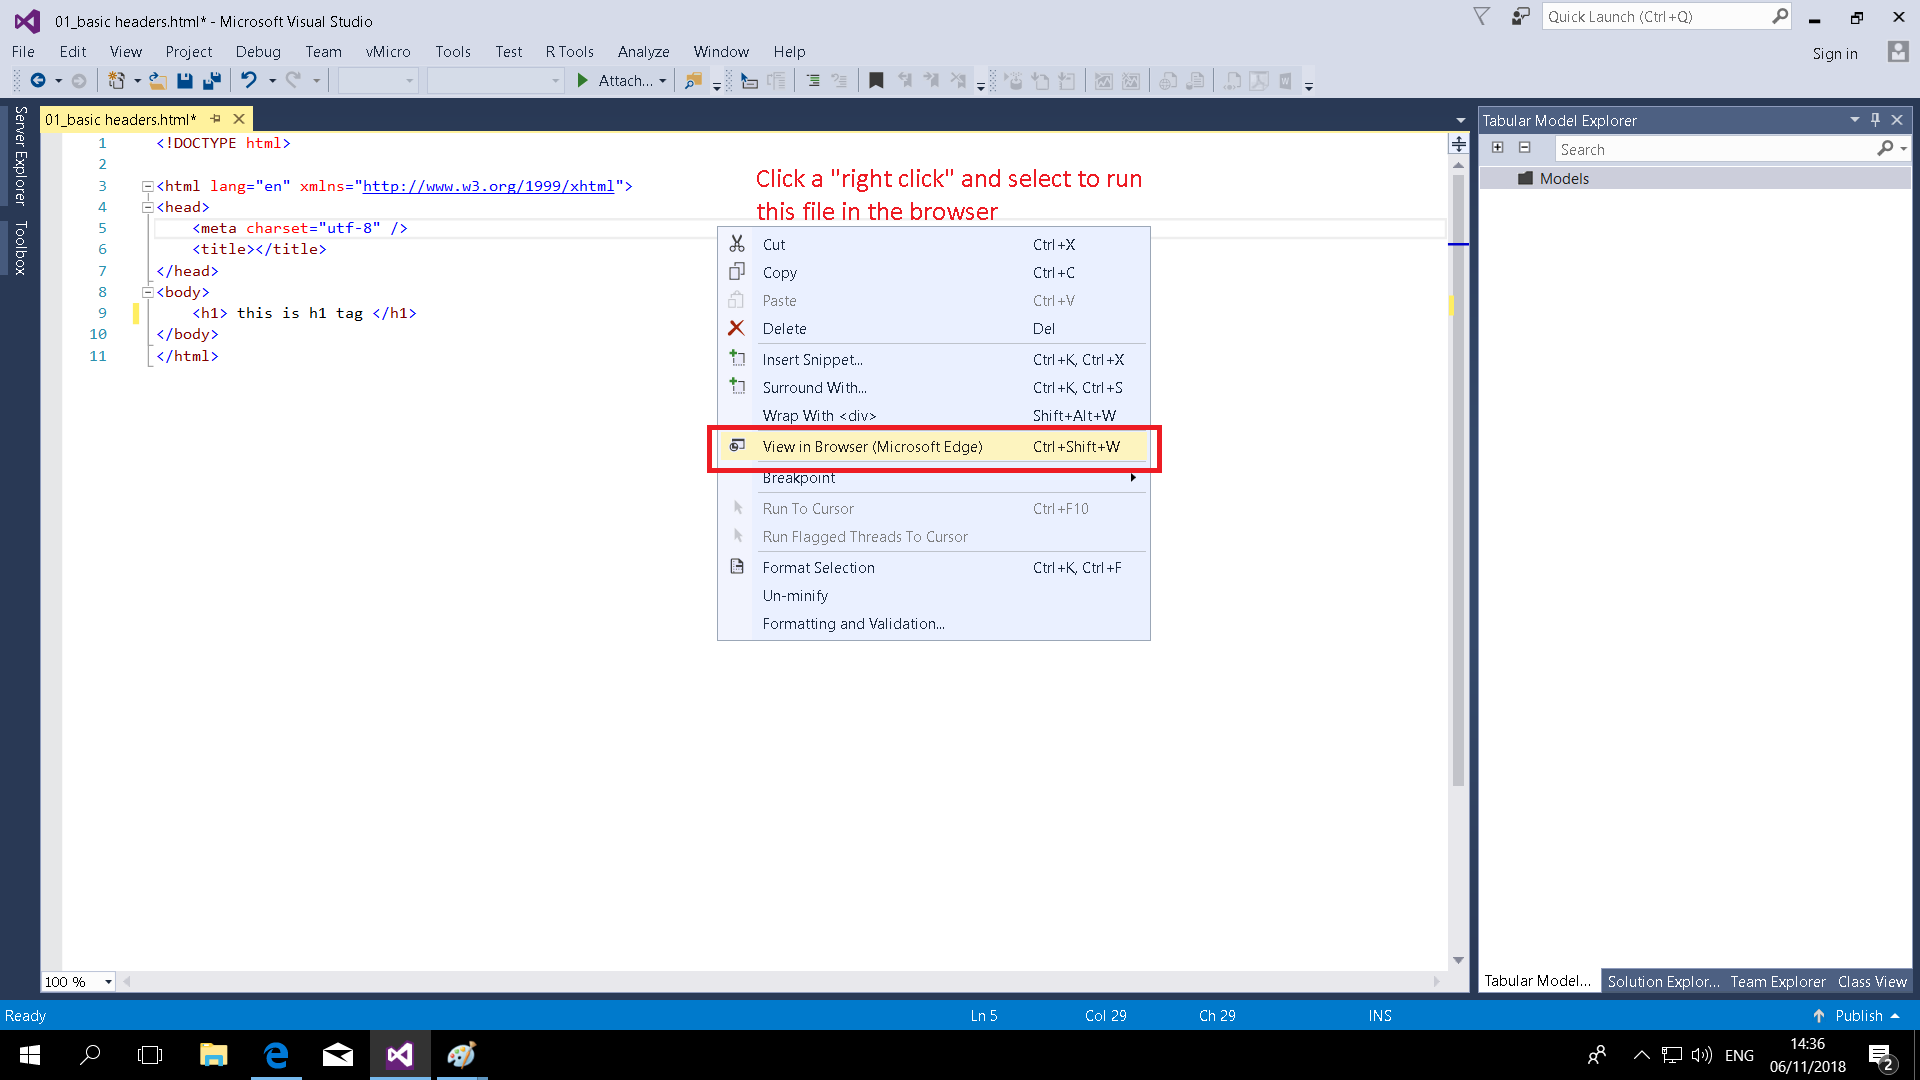 01_basic headers.html* - Microsoft Visual Studio
Quick Launch (Ctrl+Q)
File Edit View Project Debug Team vMicro Tools Test R Tools Analyze Window Help
Sign in
Attach...
Server Explorer
Toolbox
01_basic headers.html*
1 <!DOCTYPE html>
2
3 <html lang="en" xmlns="http://www.w3.org/1999/xhtml">
4 <head>
5 <meta charset="utf-8" />
6 <title></title>
7 </head>
8 <body>
9 <h1> this is h1 tag </h1>
10 </body>
11 </html>
Click a "right click" and select to run
this file in the browser
Cut Ctrl+X
Copy Ctrl+C
Paste Ctrl+V
Delete Del
Insert Snippet... Ctrl+K, Ctrl+X
Surround With... Ctrl+K, Ctrl+S
Wrap With <div> Shift+Alt+W
View in Browser (Microsoft Edge) Ctrl+Shift+W
Breakpoint
Run To Cursor Ctrl+F10
Run Flagged Threads To Cursor
Format Selection Ctrl+K, Ctrl+F
Un-minify
Formatting and Validation...
Tabular Model Explorer
Search
Models
100 %
Tabular Model... Solution Explor... Team Explorer Class View
Ready Ln 5 Col 29 Ch 29 INS Publish
ENG
14:36
06/11/2018
2